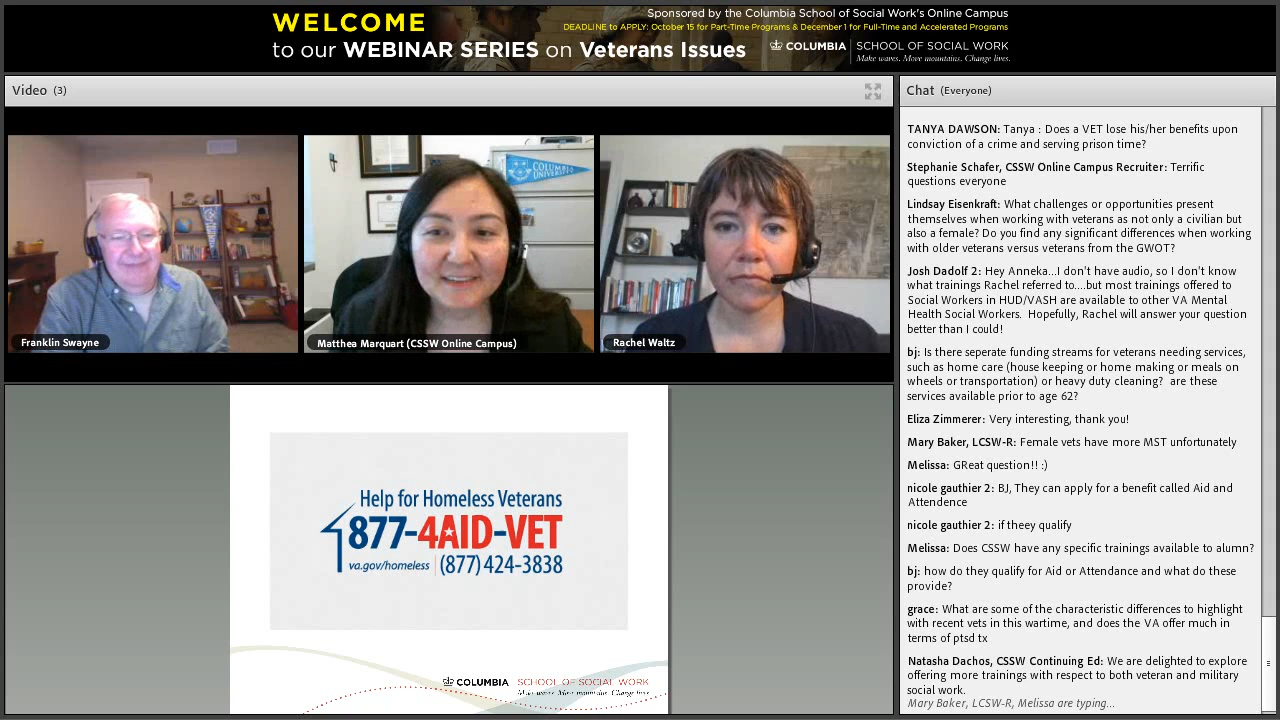 WELCOME
to our WEBINAR SERIES on Veterans Issues
Sponsored by the Columbia School of Social Work's Online Campus
DEADLINE to APPLY: October 15 for Part-Time Programs & December 1 for Full-Time and Accelerated Programs
COLUMBIA | SCHOOL OF SOCIAL WORK
Make waves. Move mountains. Change lives.
Video (3)
COLUMBIA
UNIVERSITY
Franklin Swayne
Matthea Marquart (CSSW Online Campus)
Rachel Waltz
Help for Homeless Veterans
877-4AID-VET
va.gov/homeless | (877) 424-3838
COLUMBIA | SCHOOL OF SOCIAL WORK
Make waves. Move mountains. Change lives.
Chat (Everyone)
TANYA DAWSON: Tanya : Does a VET lose his/her benefits upon
conviction of a crime and serving prison time?
Stephanie Schafer, CSSW Online Campus Recruiter: Terrific
questions everyone
Lindsay Eisenkraft: What challenges or opportunities present
themselves when working with veterans as not only a civilian but
also a female? Do you find any significant differences when working
with older veterans versus veterans from the GWOT?
Josh Dadolf 2: Hey Anneka...I don't have audio, so I don't know
what trainings Rachel referred to....but most trainings offered to
Social Workers in HUD/VASH are available to other VA Mental
Health Social Workers. Hopefully, Rachel will answer your question
better than I could!
bj: Is there seperate funding streams for veterans needing services,
such as home care (house keeping or home making or meals on
wheels or transportation) or heavy duty cleaning? are these
services available prior to age 62?
Eliza Zimmerer: Very interesting, thank you!
Mary Baker, LCSW-R: Female vets have more MST unfortunately
Melissa: GReat question!! :)
nicole gauthier 2: BJ, They can apply for a benefit called Aid and
Attendence
nicole gauthier 2: if theey qualify
Melissa: Does CSSW have any specific trainings available to alumn?
bj: how do they qualify for Aid or Attendance and what do these
provide?
grace: What are some of the characteristic differences to highlight
with recent vets in this wartime, and does the VA offer much in
terms of ptsd tx
Natasha Dachos, CSSW Continuing Ed: We are delighted to explore
offering more trainings with respect to both veteran and military
social work.
Mary Baker, LCSW-R, Melissa are typing...